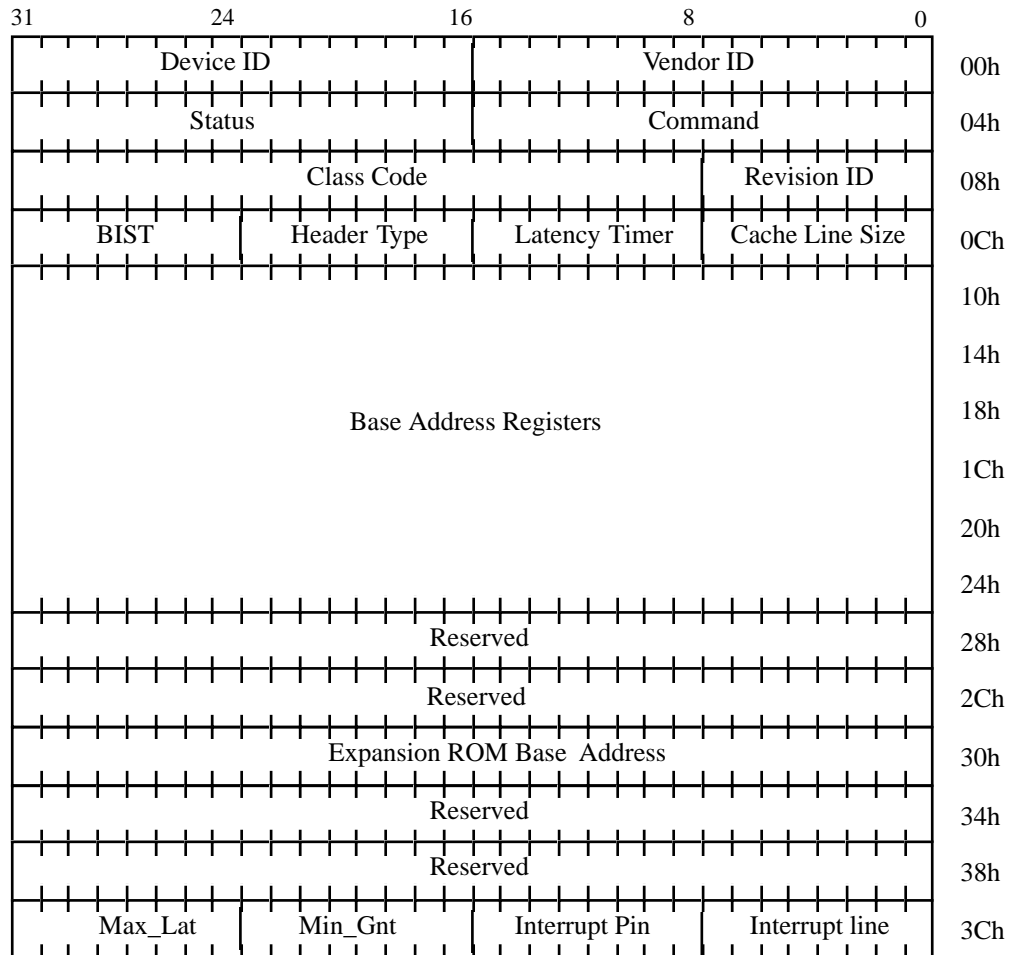 31 24 16 8 0
Device ID Vendor ID 00h
Status Command 04h
Class Code Revision ID 08h
BIST Header Type Latency Timer Cache Line Size 0Ch
10h
14h
18h
Base Address Registers
1Ch
20h
24h
Reserved 28h
Reserved 2Ch
Expansion ROM Base Address 30h
Reserved 34h
Reserved 38h
Max_Lat Min_Gnt Interrupt Pin Interrupt line 3Ch